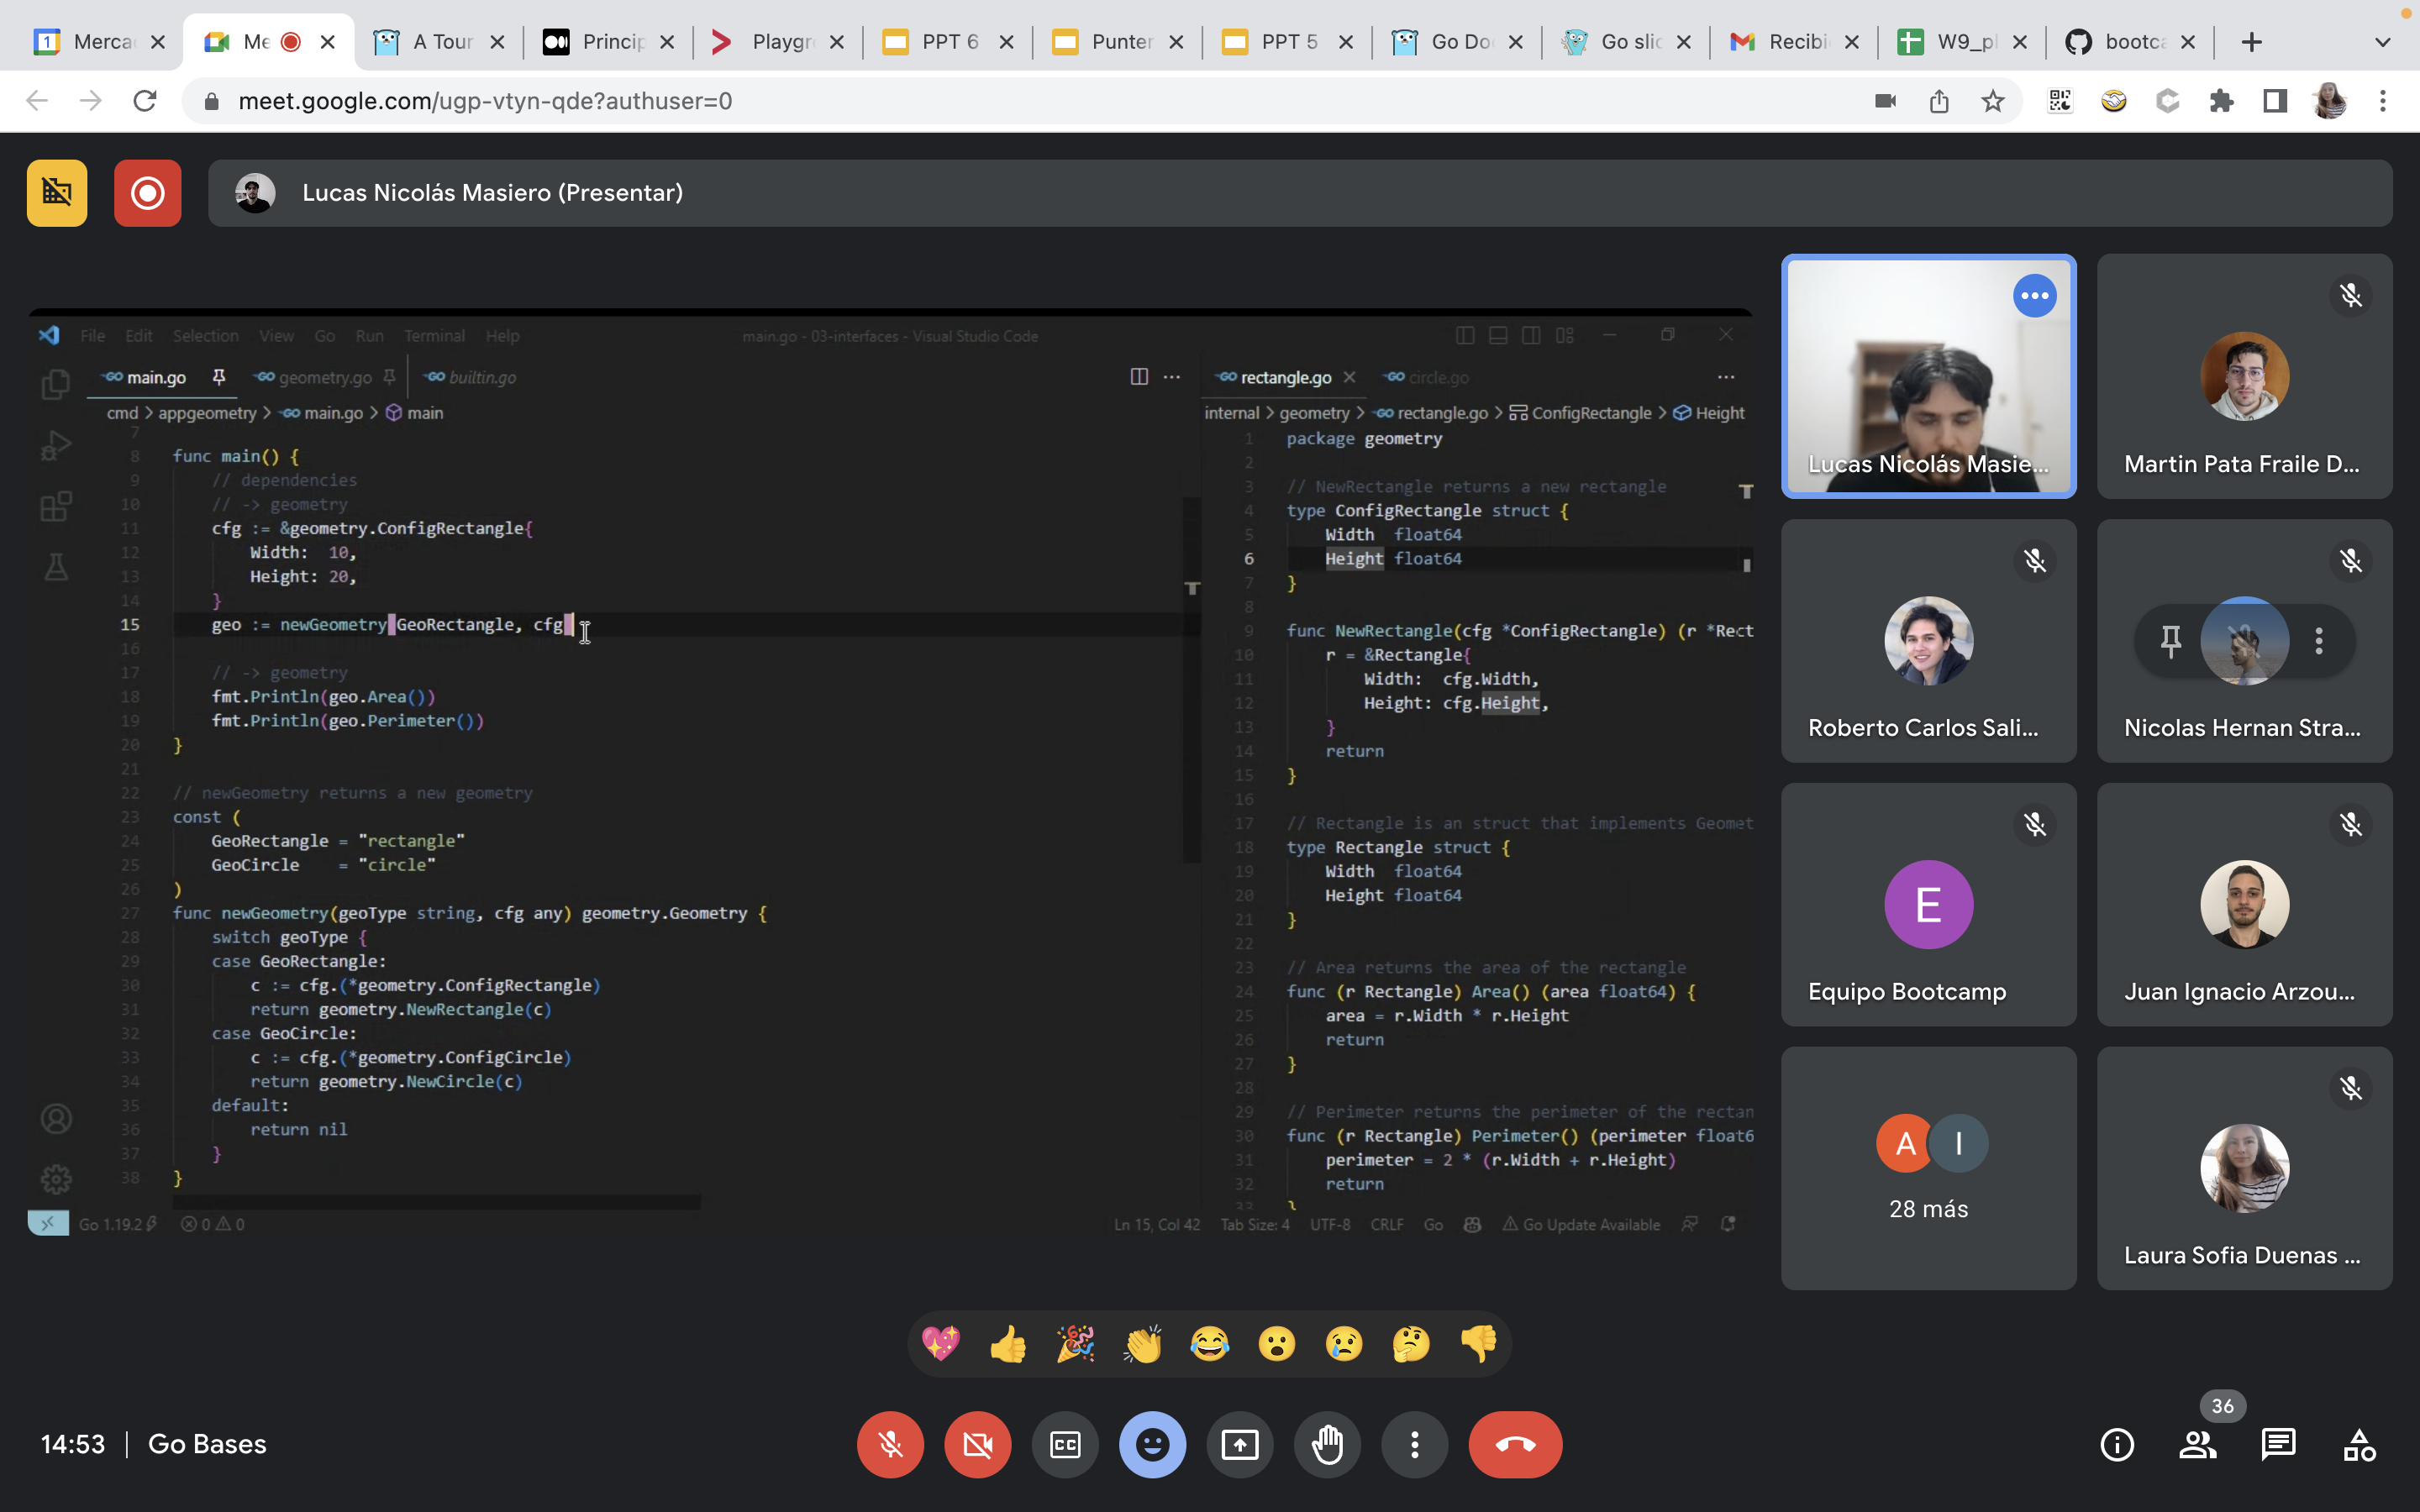 Merca
Me
A Tour
Princip
Playgr
PPT 6
Punter
PPT 5
Go Do
Go slic
Recibi
W9_pl
bootca
meet.google.com/ugp-vtyn-qde?authuser=0
Lucas Nicolás Masiero (Presentar)
File Edit Selection View Go Run Terminal Help
main.go - 03-interfaces - Visual Studio Code
main.go
geometry.go
builtin.go
cmd > appgeometry > main.go > main
7
8 func main() {
9 // dependencies
10 // -> geometry
11 cfg := &geometry.ConfigRectangle{
12 Width: 10,
13 Height: 20,
14 }
15 geo := newGeometry(GeoRectangle, cfg)
16
17 // -> geometry
18 fmt.Println(geo.Area())
19 fmt.Println(geo.Perimeter())
20 }
21
22 // newGeometry returns a new geometry
23 const (
24 GeoRectangle = "rectangle"
25 GeoCircle = "circle"
26 )
27 func newGeometry(geoType string, cfg any) geometry.Geometry {
28 switch geoType {
29 case GeoRectangle:
30 c := cfg.(*geometry.ConfigRectangle)
31 return geometry.NewRectangle(c)
32 case GeoCircle:
33 c := cfg.(*geometry.ConfigCircle)
34 return geometry.NewCircle(c)
35 default:
36 return nil
37 }
38 }
rectangle.go
circle.go
internal > geometry > rectangle.go > ConfigRectangle > Height
1 package geometry
2
3 // NewRectangle returns a new rectangle
4 type ConfigRectangle struct {
5 Width float64
6 Height float64
7 }
8
9 func NewRectangle(cfg *ConfigRectangle) (r *Rect
10 r = &Rectangle{
11 Width: cfg.Width,
12 Height: cfg.Height,
13 }
14 return
15 }
16
17 // Rectangle is an struct that implements Geomet
18 type Rectangle struct {
19 Width float64
20 Height float64
21 }
22
23 // Area returns the area of the rectangle
24 func (r Rectangle) Area() (area float64) {
25 area = r.Width * r.Height
26 return
27 }
28
29 // Perimeter returns the perimeter of the rectan
30 func (r Rectangle) Perimeter() (perimeter float6
31 perimeter = 2 * (r.Width + r.Height)
32 return
33 }
Go 1.19.2
0 0
Ln 15, Col 42 Tab Size: 4 UTF-8 CRLF Go Go Update Available
Lucas Nicolás Masie...
Martin Pata Fraile D...
Roberto Carlos Sali...
Nicolas Hernan Stra...
E
Equipo Bootcamp
Juan Ignacio Arzou...
A I
28 más
Laura Sofia Duenas ...
14:53 | Go Bases
CC
36